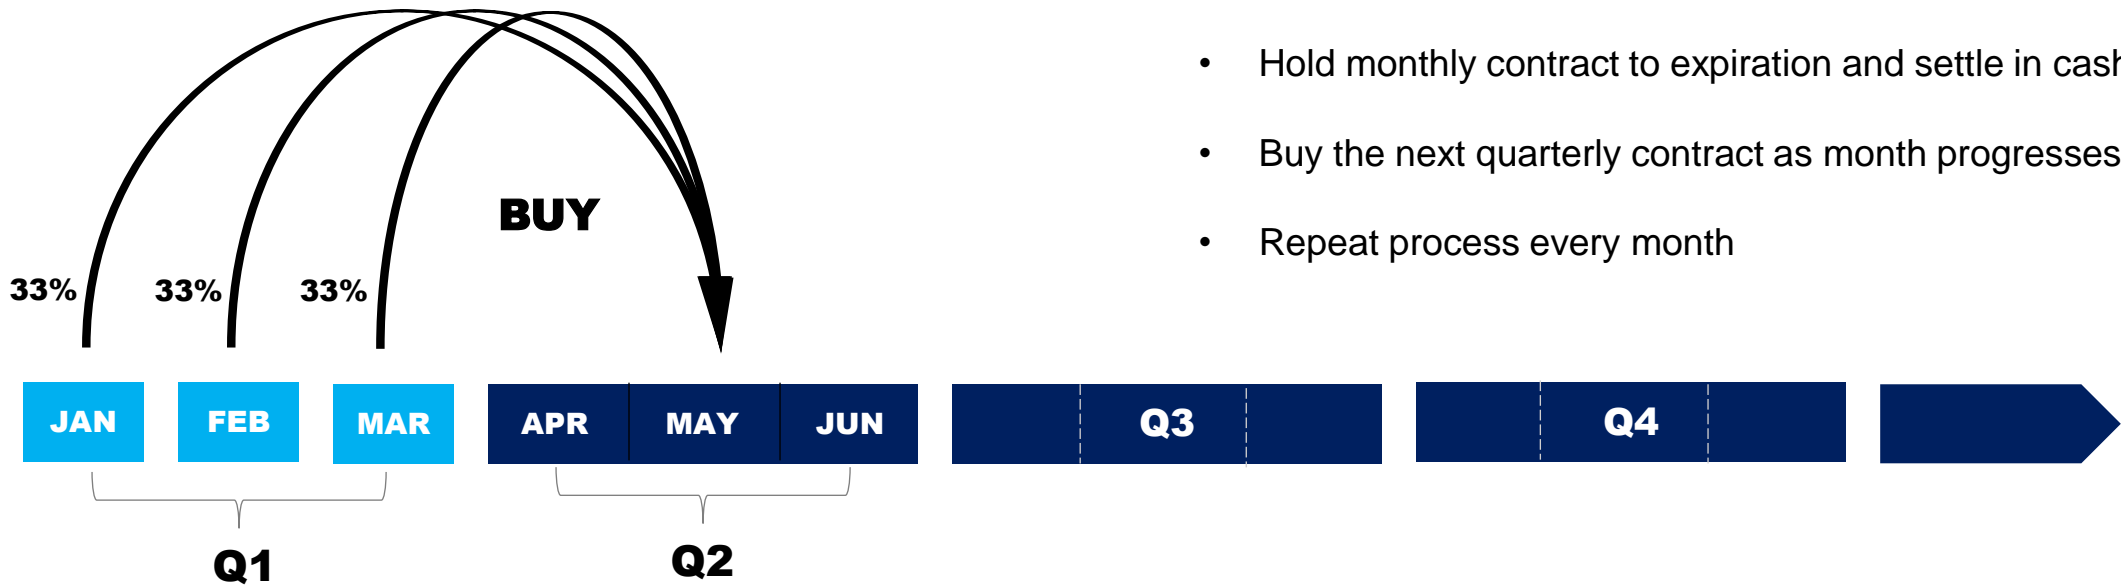 • Hold monthly contract to expiration and settle in cash
• Buy the next quarterly contract as month progresses
• Repeat process every month
BUY
33% 33% 33%
JAN FEB MAR APR MAY JUN Q3 Q4
Q1 Q2